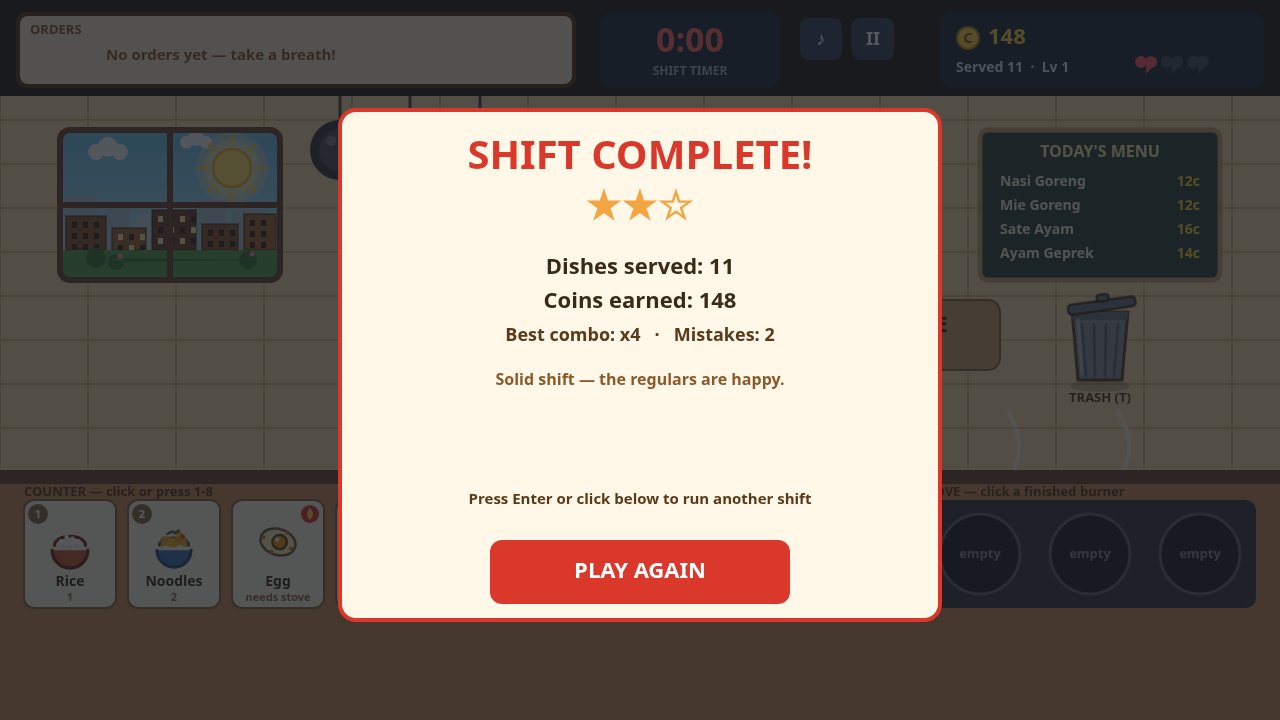 ORDERS
No orders yet — take a breath!
0:00
SHIFT TIMER
♪
II
C 148
Served 11 · Lv 1
SHIFT COMPLETE!
Dishes served: 11
Coins earned: 148
Best combo: x4 · Mistakes: 2
Solid shift — the regulars are happy.
Press Enter or click below to run another shift
PLAY AGAIN
TODAY'S MENU
Nasi Goreng 12c
Mie Goreng 12c
Sate Ayam 16c
Ayam Geprek 14c
E
TRASH (T)
COUNTER — click or press 1-8
1
Rice
1
2
Noodles
2
Egg
needs stove
OVE — click a finished burner
empty
empty
empty